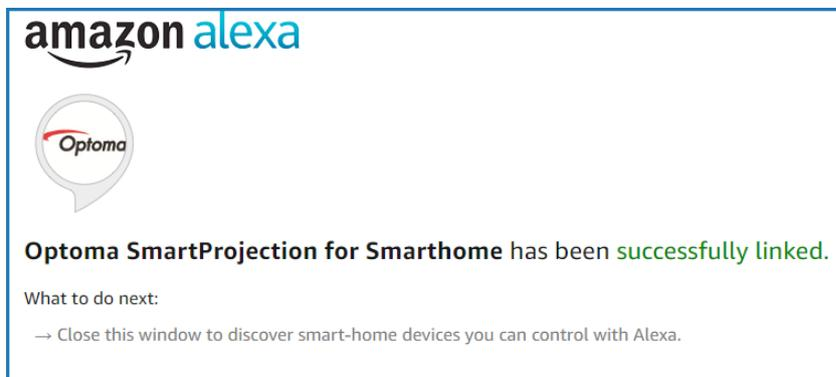 amazon alexa
Optoma
Optoma SmartProjection for Smarthome has been successfully linked.
What to do next:
→ Close this window to discover smart-home devices you can control with Alexa.